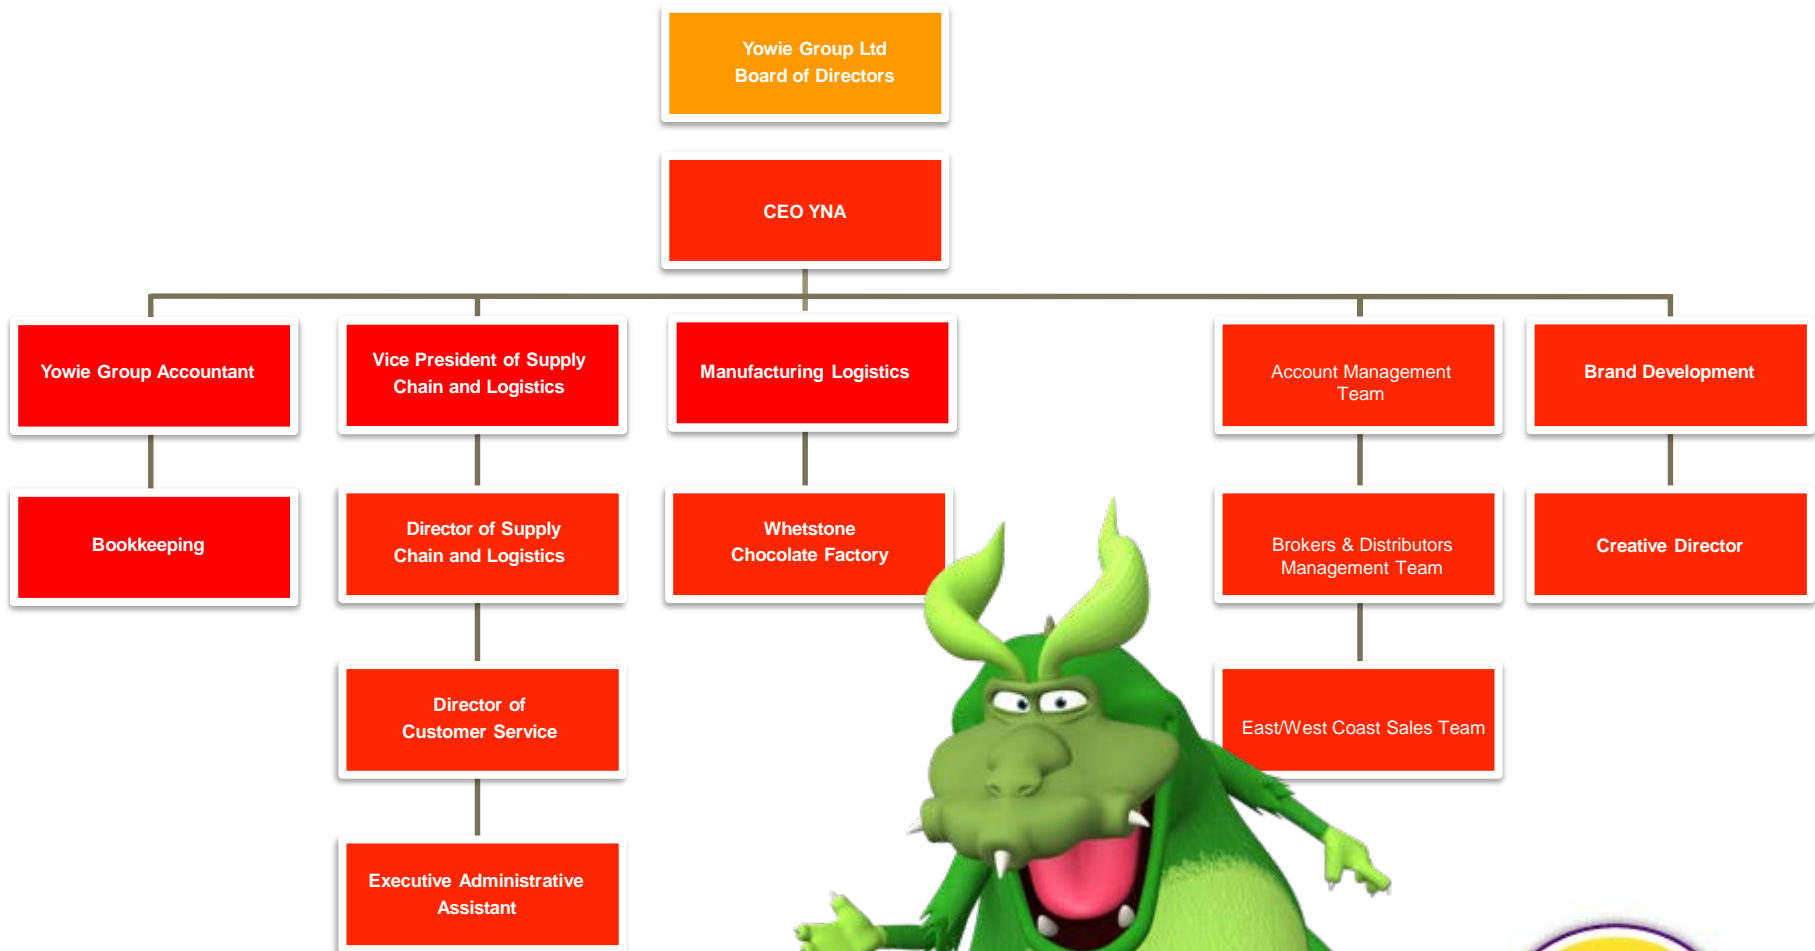 Yowie Group Ltd
Board of Directors
CEO YNA
Yowie Group Accountant
Vice President of Supply
Chain and Logistics
Manufacturing Logistics
Account Management
Team
Brand Development
Bookkeeping
Director of Supply
Chain and Logistics
Whetstone
Chocolate Factory
Brokers & Distributors
Management Team
Creative Director
Director of
Customer Service
East/West Coast Sales Team
Executive Administrative
Assistant